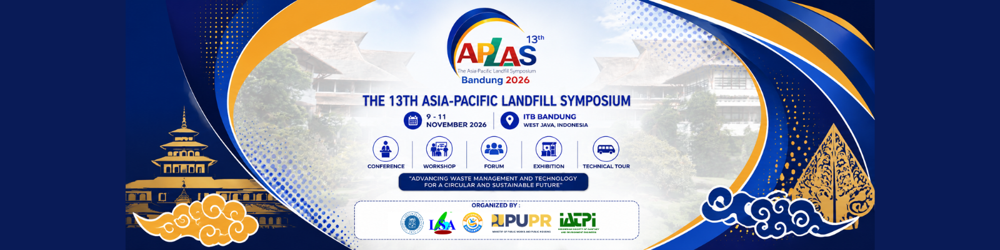 13th
APLAS
The Asia-Pacific Landfill Symposium
Bandung 2026
THE 13TH ASIA-PACIFIC LANDFILL SYMPOSIUM
9 - 11
NOVEMBER 2026
ITB BANDUNG
WEST JAVA, INDONESIA
CONFERENCE
WORKSHOP
FORUM
EXHIBITION
TECHNICAL TOUR
"ADVANCING WASTE MANAGEMENT AND TECHNOLOGY
FOR A CIRCULAR AND SUSTAINABLE FUTURE"
ORGANIZED BY :
LSA
PUPR
MINISTRY OF PUBLIC WORKS AND PUBLIC HOUSING
IATPI
INDONESIAN SOCIETY OF SANITARY
AND ENVIRONMENT ENGINEERS